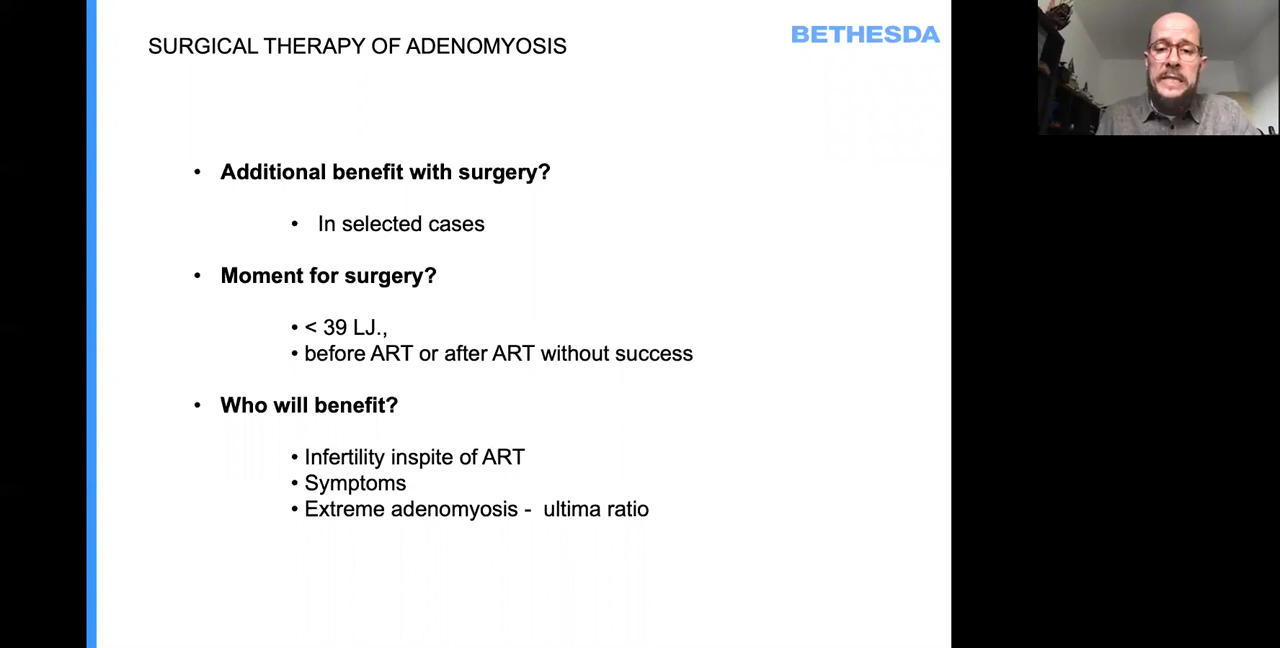 SURGICAL THERAPY OF ADENOMYOSIS
BETHESDA
• Additional benefit with surgery?
• In selected cases
• Moment for surgery?
• < 39 LJ.,
• before ART or after ART without success
• Who will benefit?
• Infertility inspite of ART
• Symptoms
• Extreme adenomyosis - ultima ratio